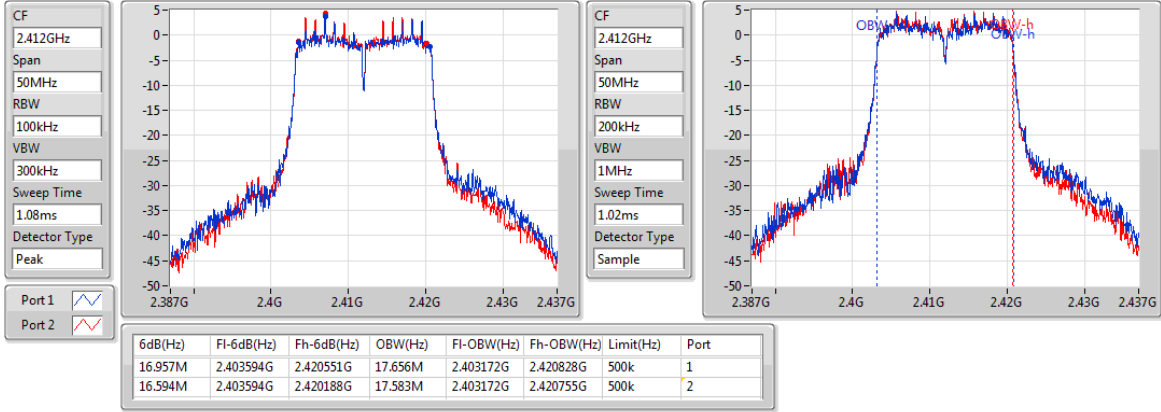 CF
2.412GHz
Span
50MHz
RBW
100kHz
VBW
300kHz
Sweep Time
1.08ms
Detector Type
Peak
Port 1
Port 2
5
0
-5
-10
-15
-20
-25
-30
-35
-40
-45
-50
2.387G 2.4G 2.41G 2.42G 2.43G 2.437G
CF
2.412GHz
Span
50MHz
RBW
200kHz
VBW
1MHz
Sweep Time
1.02ms
Detector Type
Sample
5
0
-5
-10
-15
-20
-25
-30
-35
-40
-45
-50
OBW OBW-h
OBW-h
2.387G 2.4G 2.41G 2.42G 2.43G 2.437G
6dB(Hz) Fl-6dB(Hz) Fh-6dB(Hz) OBW(Hz) Fl-OBW(Hz) Fh-OBW(Hz) Limit(Hz) Port
16.957M 2.403594G 2.420551G 17.656M 2.403172G 2.420828G 500k 1
16.594M 2.403594G 2.420188G 17.583M 2.403172G 2.420755G 500k 2